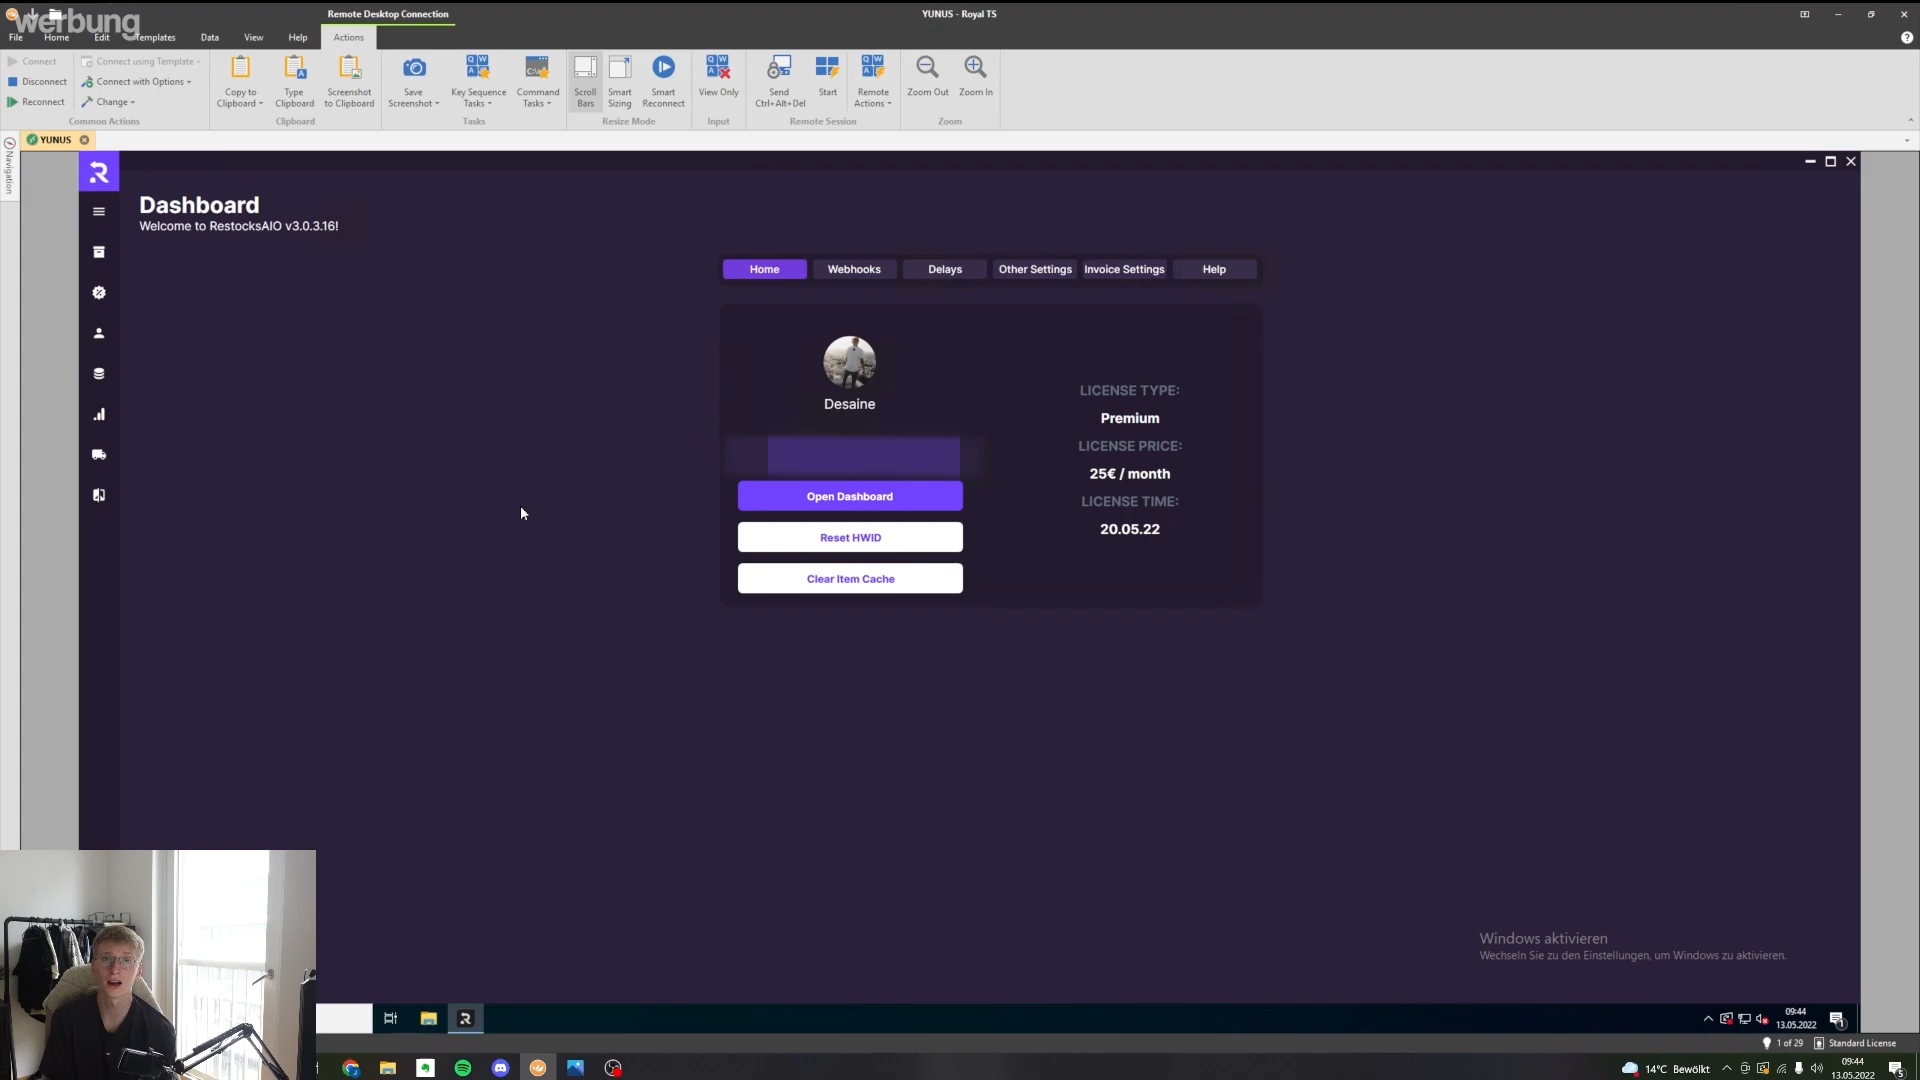 werbung
Remote Desktop Connection
YUNUS - Royal TS
File
Home
Edit
Templates
Data
View
Help
Actions
Connect
Connect using Template
Disconnect
Connect with Options
Reconnect
Change
Common Actions
Copy to
Clipboard
Type
Clipboard
Screenshot
to Clipboard
Clipboard
Save
Screenshot
Key Sequence
Tasks
Command
Tasks
Tasks
Scroll
Bars
Smart
Sizing
Smart
Reconnect
Resize Mode
View Only
Input
Send
Ctrl+Alt+Del
Start
Remote
Actions
Remote Session
Zoom Out
Zoom In
Zoom
YUNUS
Navigation
R
Dashboard
Welcome to RestocksAIO v3.0.3.16!
Home
Webhooks
Delays
Other Settings
Invoice Settings
Help
Desaine
Open Dashboard
Reset HWID
Clear Item Cache
LICENSE TYPE:
Premium
LICENSE PRICE:
25€ / month
LICENSE TIME:
20.05.22
Windows aktivieren
Wechseln Sie zu den Einstellungen, um Windows zu aktivieren.
09:44
13.05.2022
1 of 29
Standard License
14°C Bewölkt
09:44
13.05.2022
5